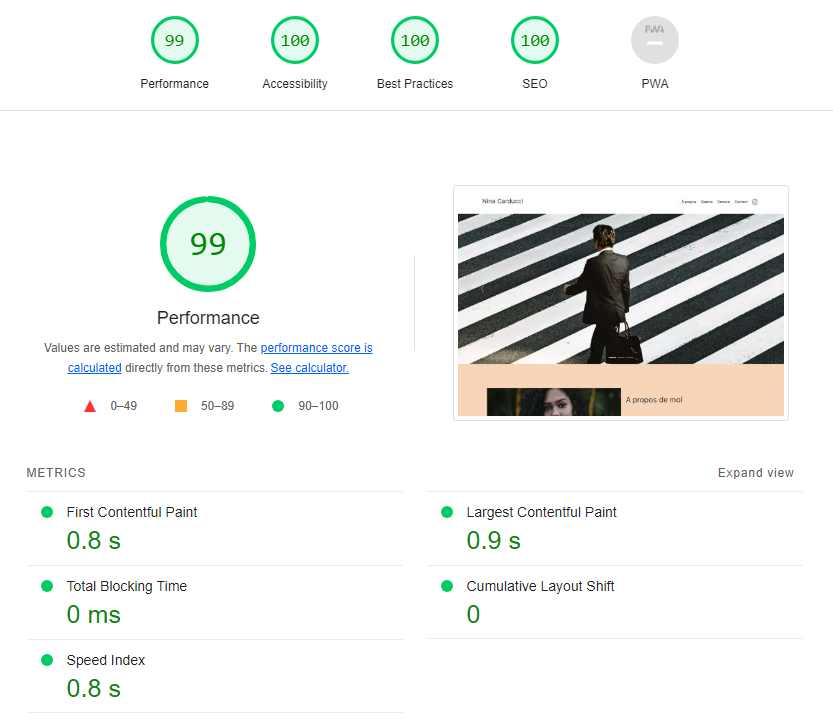 99
100
100
100
PWA
Performance
Accessibility
Best Practices
SEO
PWA
99
Performance
Values are estimated and may vary. The performance score is
calculated directly from these metrics. See calculator.
0–49
50–89
90–100
Nina Carducci
À propos
Galerie
Services
Contact
A propos de moi
METRICS
Expand view
First Contentful Paint
0.8 s
Largest Contentful Paint
0.9 s
Total Blocking Time
0 ms
Cumulative Layout Shift
0
Speed Index
0.8 s